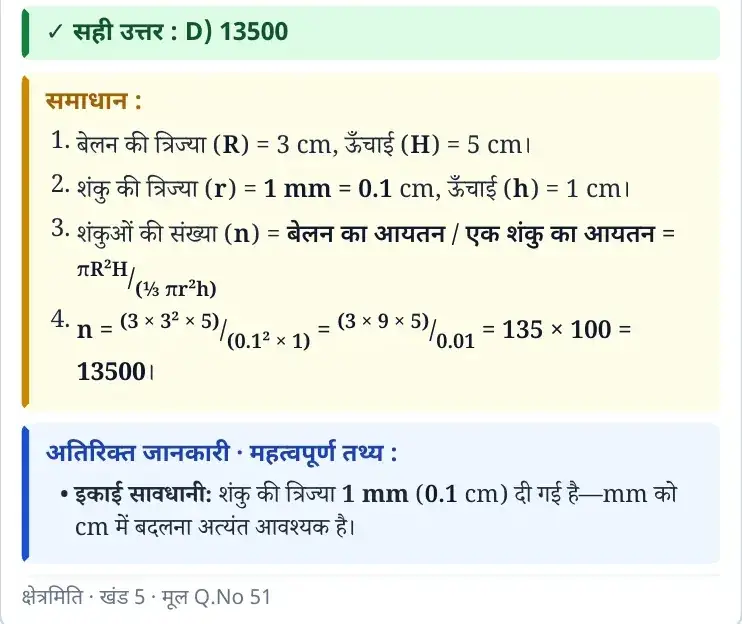 ✓ सही उत्तर : D) 13500
समाधान :
1. बेलन की त्रिज्या (R) = 3 cm, ऊँचाई (H) = 5 cm।
2. शंकु की त्रिज्या (r) = 1 mm = 0.1 cm, ऊँचाई (h) = 1 cm।
3. शंकुओं की संख्या (n) = बेलन का आयतन / एक शंकु का आयतन =
πR²H/(⅓ πr²h)
4. n = (3 × 3² × 5)/(0.1² × 1) = (3 × 9 × 5)/0.01 = 135 × 100 =
13500।
अतिरिक्त जानकारी · महत्वपूर्ण तथ्य :
• इकाई सावधानी: शंकु की त्रिज्या 1 mm (0.1 cm) दी गई है—mm को
cm में बदलना अत्यंत आवश्यक है।
क्षेत्रमिति · खंड 5 · मूल Q.No 51